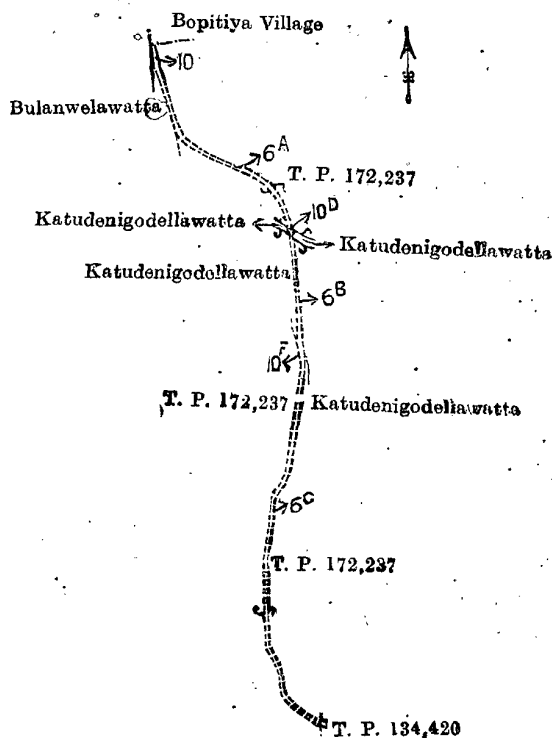 Bopitiya Village
10
Bulanwelawatta
6A
T. P. 172,237
10D
Katudenigodellawatta
Katudenigodellawatta
Katudenigodellawatta
6B
10F
T. P. 172,237
Katudenigodellawatta
6C
T. P. 172,237
T. P. 134,420